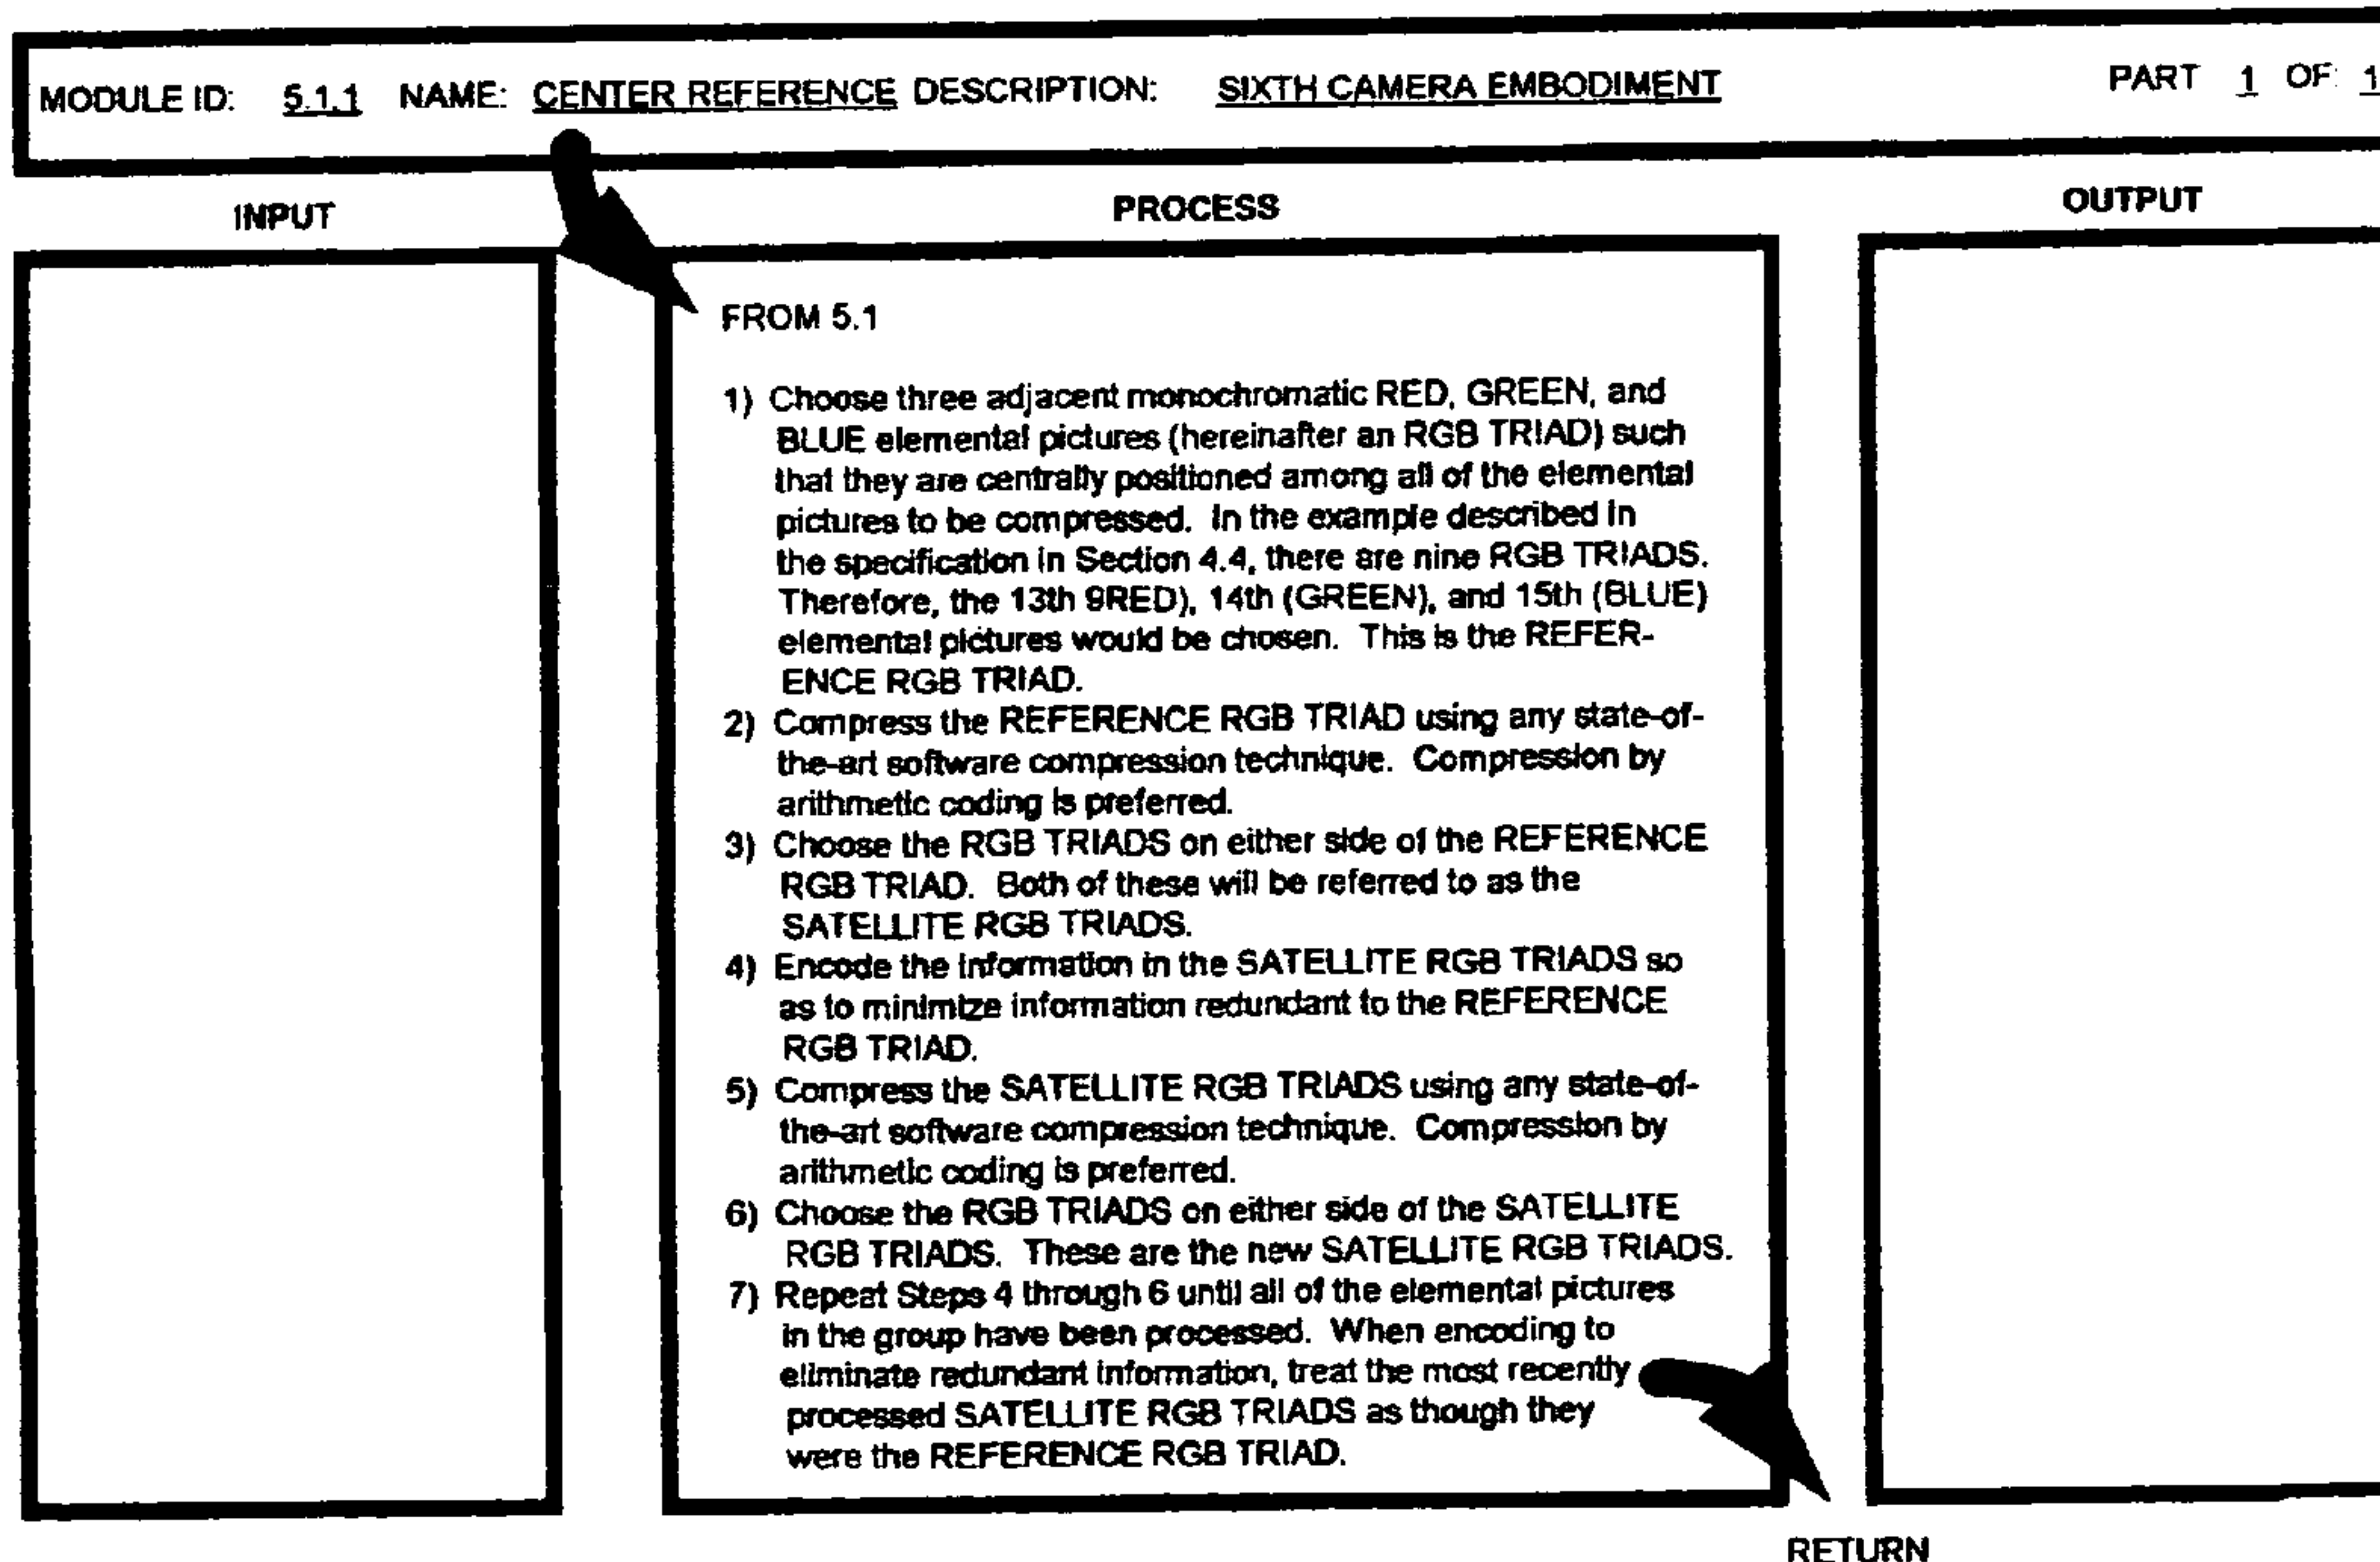 MODULE ID: 5.1.1 NAME: CENTER REFERENCE DESCRIPTION: SIXTH CAMERA EMBODIMENT PART 1 OF: 1
INPUT PROCESS OUTPUT
FROM 5.1
1) Choose three adjacent monochromatic RED, GREEN, and
BLUE elemental pictures (hereinafter an RGB TRIAD) such
that they are centrally positioned among all of the elemental
pictures to be compressed. In the example described in
the specification in Section 4.4, there are nine RGB TRIADS.
Therefore, the 13th 9RED), 14th (GREEN), and 15th (BLUE)
elemental pictures would be chosen. This is the REFER-
ENCE RGB TRIAD.
2) Compress the REFERENCE RGB TRIAD using any state-of-
the-art software compression technique. Compression by
arithmetic coding is preferred.
3) Choose the RGB TRIADS on either side of the REFERENCE
RGB TRIAD. Both of these will be referred to as the
SATELLITE RGB TRIADS.
4) Encode the information in the SATELLITE RGB TRIADS so
as to minimize information redundant to the REFERENCE
RGB TRIAD.
5) Compress the SATELLITE RGB TRIADS using any state-of-
the-art software compression technique. Compression by
arithmetic coding is preferred.
6) Choose the RGB TRIADS on either side of the SATELLITE
RGB TRIADS. These are the new SATELLITE RGB TRIADS.
7) Repeat Steps 4 through 6 until all of the elemental pictures
in the group have been processed. When encoding to
eliminate redundant information, treat the most recently
processed SATELLITE RGB TRIADS as though they
were the REFERENCE RGB TRIAD.
RETURN